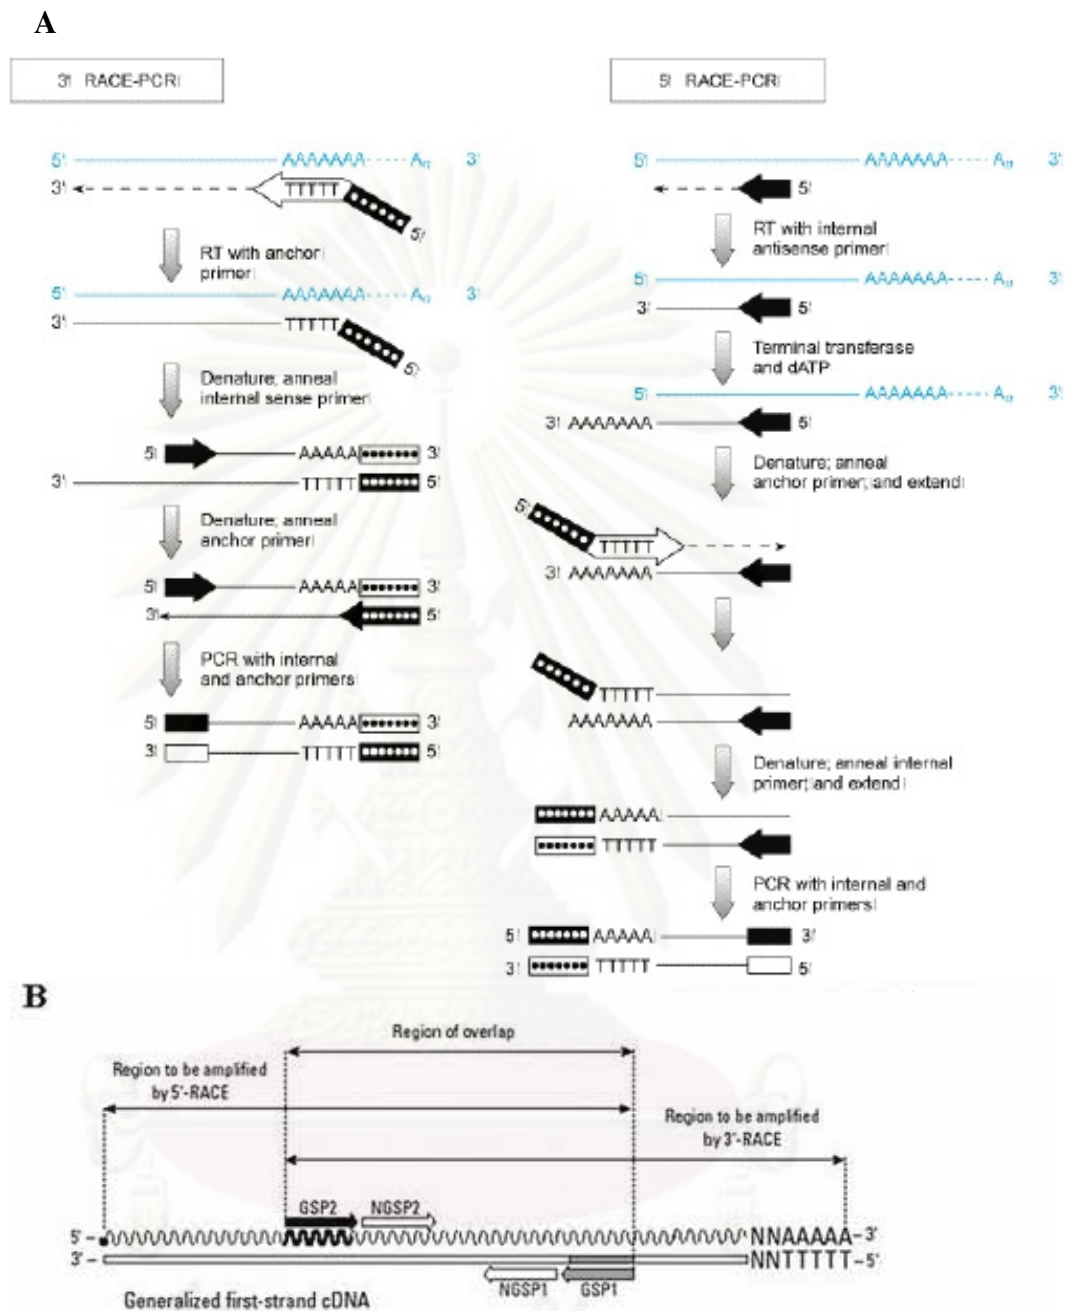 A
3' RACE-PCR
5' AAAAAAA An 3'
3' TTTTT 5'
RT with anchor
primer
5' AAAAAAA An 3'
3' TTTTT 5'
Denature; anneal
internal sense primer
5' AAAAA 3'
3' TTTTT 5'
Denature; anneal
anchor primer
5' AAAAA 3'
3' 5'
PCR with internal
and anchor primers
5' AAAAA 3'
3' TTTTT 5'
5' RACE-PCR
5' AAAAAAA An 3'
5'
RT with internal
antisense primer
5' AAAAAAA An 3'
3' 5'
Terminal transferase
and dATP
5' AAAAAAA An 3'
3' AAAAAAA 5'
Denature; anneal
anchor primer, and extend
5' TTTTT
3' AAAAAAA
TTTTT
AAAAAAA
Denature; anneal internal
primer; and extend
AAAAA
TTTTT
PCR with internal and
anchor primers
5' AAAAA 3'
3' TTTTT 5'
B
Region of overlap
Region to be amplified
by 5'-RACE
Region to be amplified
by 3'-RACE
GSP2 NGSP2
5'- NNAAAAA-3'
3'- NNTTTTT-5'
NGSP1 GSP1
Generalized first-strand cDNA